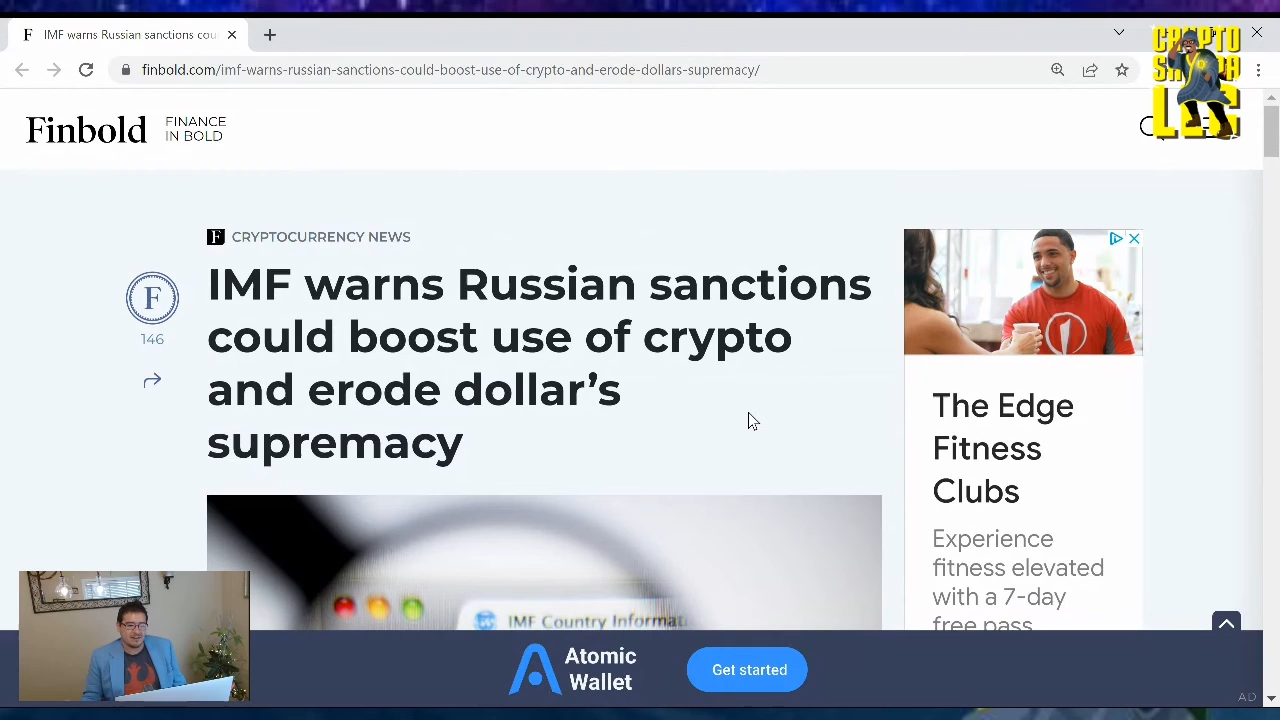 IMF warns Russian sanctions cou
finbold.com/imf-warns-russian-sanctions-could-boost-use-of-crypto-and-erode-dollars-supremacy/
CRYPTO
Finbold
FINANCE
IN BOLD
CRYPTOCURRENCY NEWS
IMF warns Russian sanctions
could boost use of crypto
and erode dollar’s
supremacy
146
The Edge
Fitness
Clubs
Experience
fitness elevated
with a 7-day
free pass
IMF Country Informat
Atomic
Wallet
Get started
AD